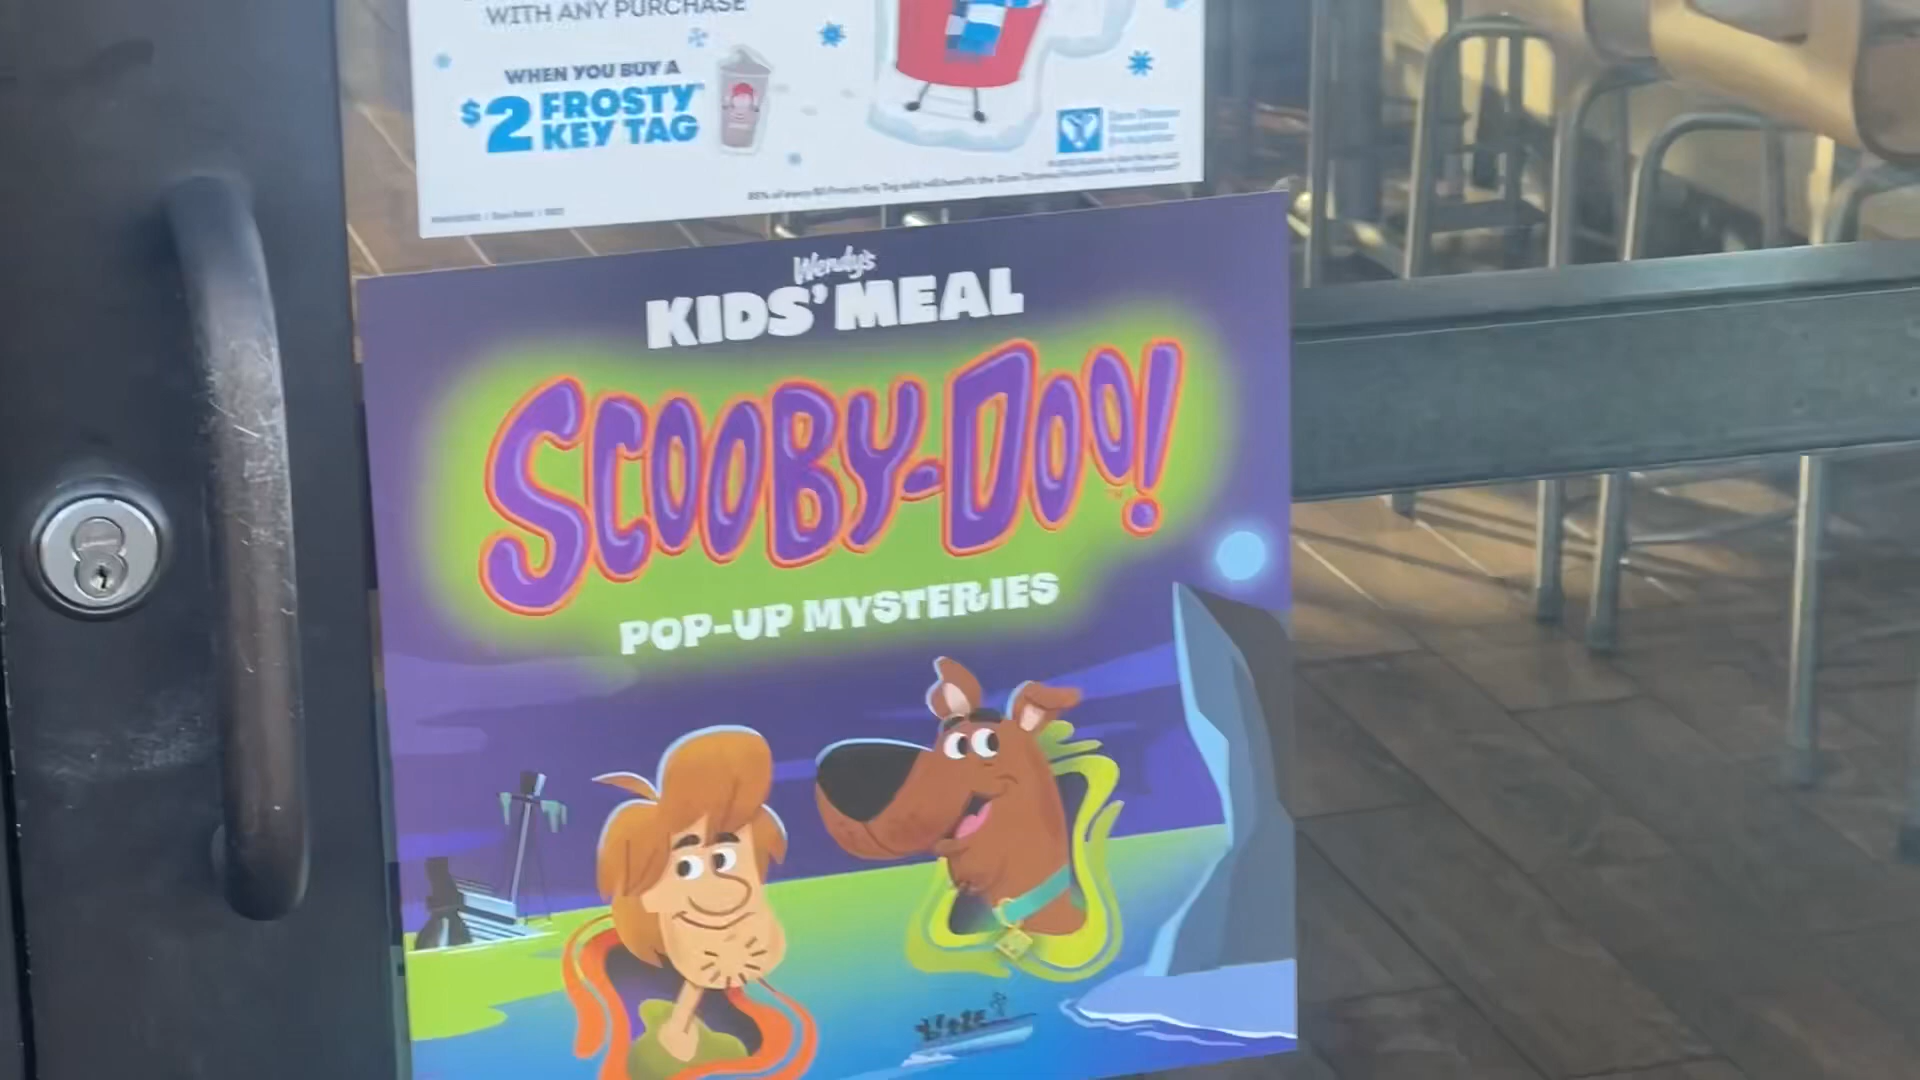 WITH ANY PURCHASE
WHEN YOU BUY A
$2 FROSTY
KEY TAG
Wendy's
KIDS' MEAL
SCOOBY-DOO!
POP-UP MYSTERIES